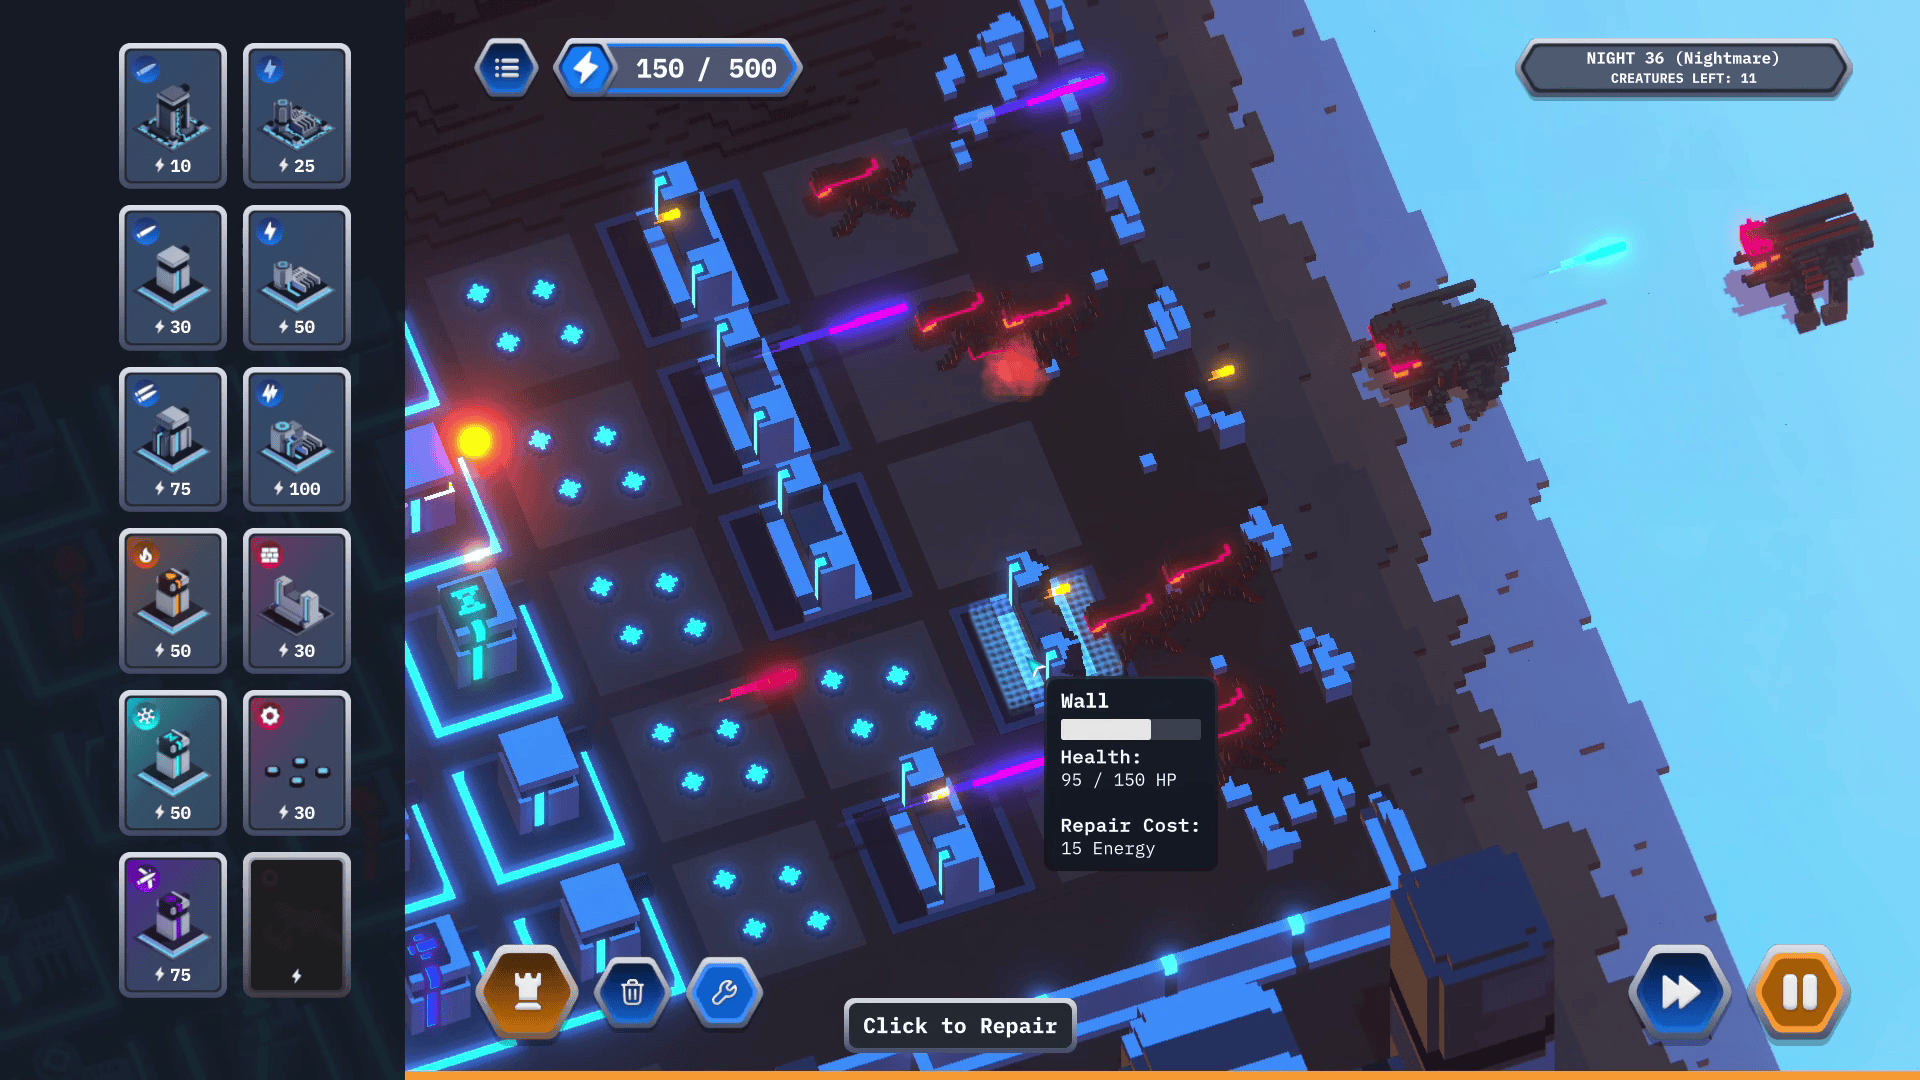 150 / 500
NIGHT 36 (Nightmare)
CREATURES LEFT: 11
10
25
30
50
75
100
50
30
50
30
75
Wall
Health:
95 / 150 HP
Repair Cost:
15 Energy
Click to Repair